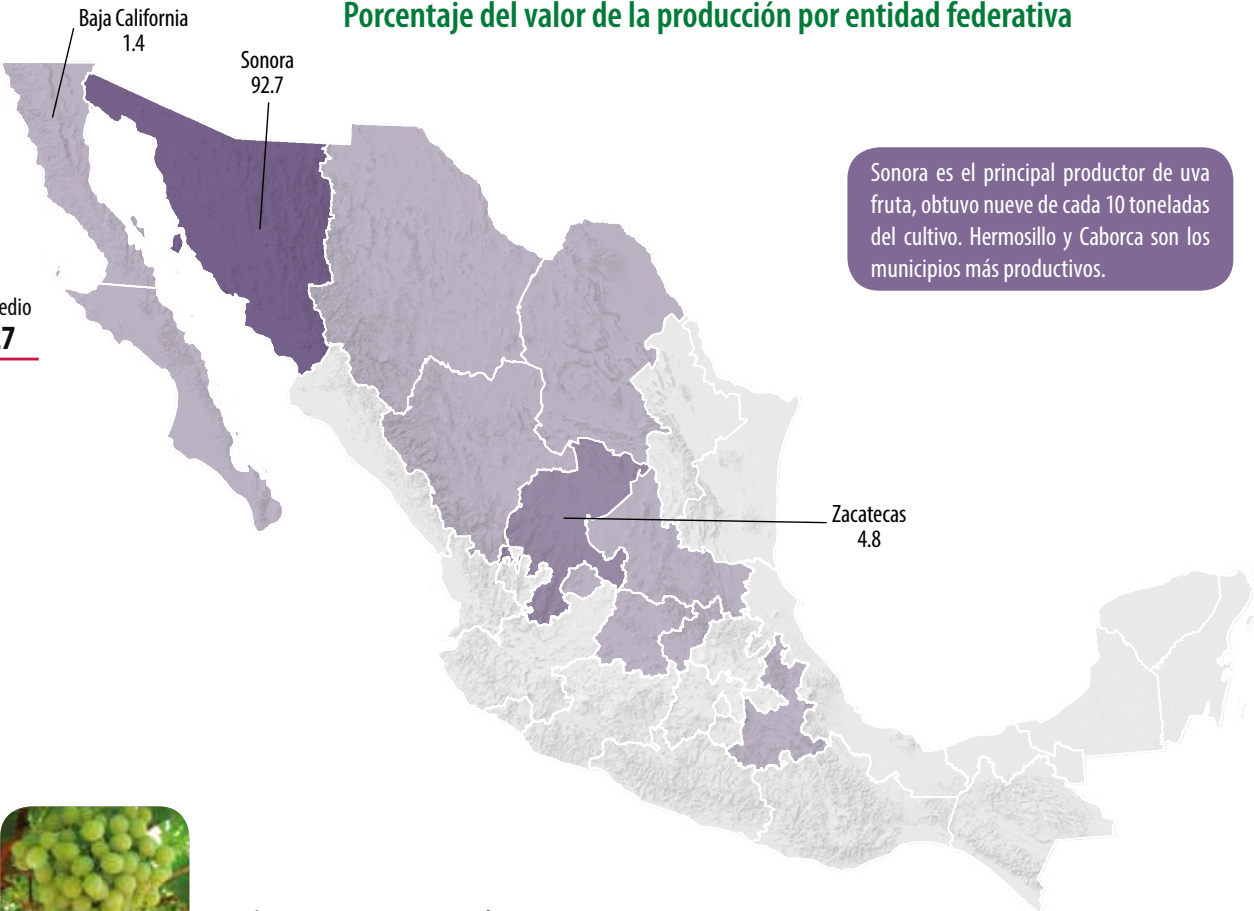 Porcentaje del valor de la producción por entidad federativa
Baja California
1.4
Sonora
92.7
Sonora es el principal productor de uva
fruta, obtuvo nueve de cada 10 toneladas
del cultivo. Hermosillo y Caborca son los
municipios más productivos.
Zacatecas
4.8